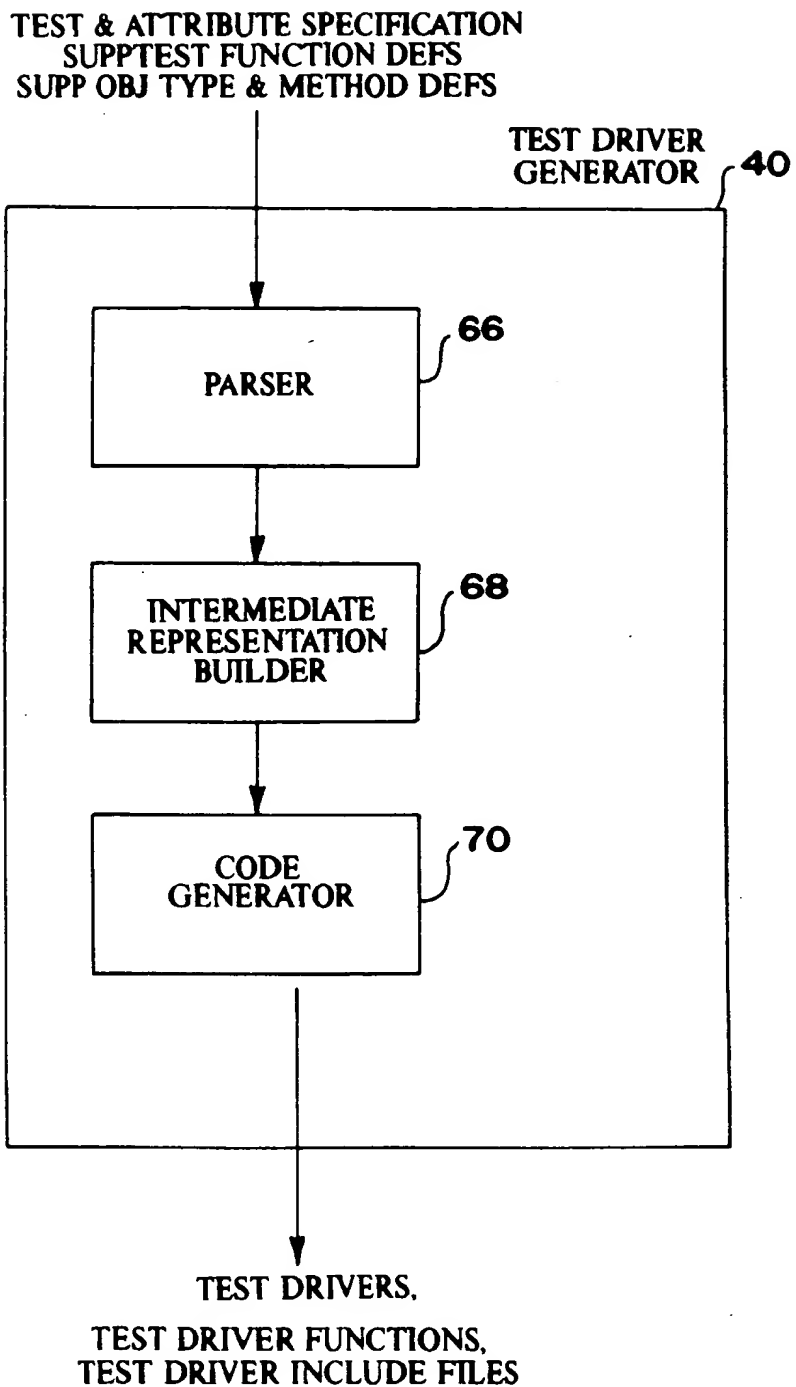 TEST & ATTRIBUTE SPECIFICATION
SUPPTEST FUNCTION DEFS
SUPP OBJ TYPE & METHOD DEFS
TEST DRIVER
GENERATOR
40
66
PARSER
68
INTERMEDIATE
REPRESENTATION
BUILDER
70
CODE
GENERATOR
TEST DRIVERS,
TEST DRIVER FUNCTIONS,
TEST DRIVER INCLUDE FILES